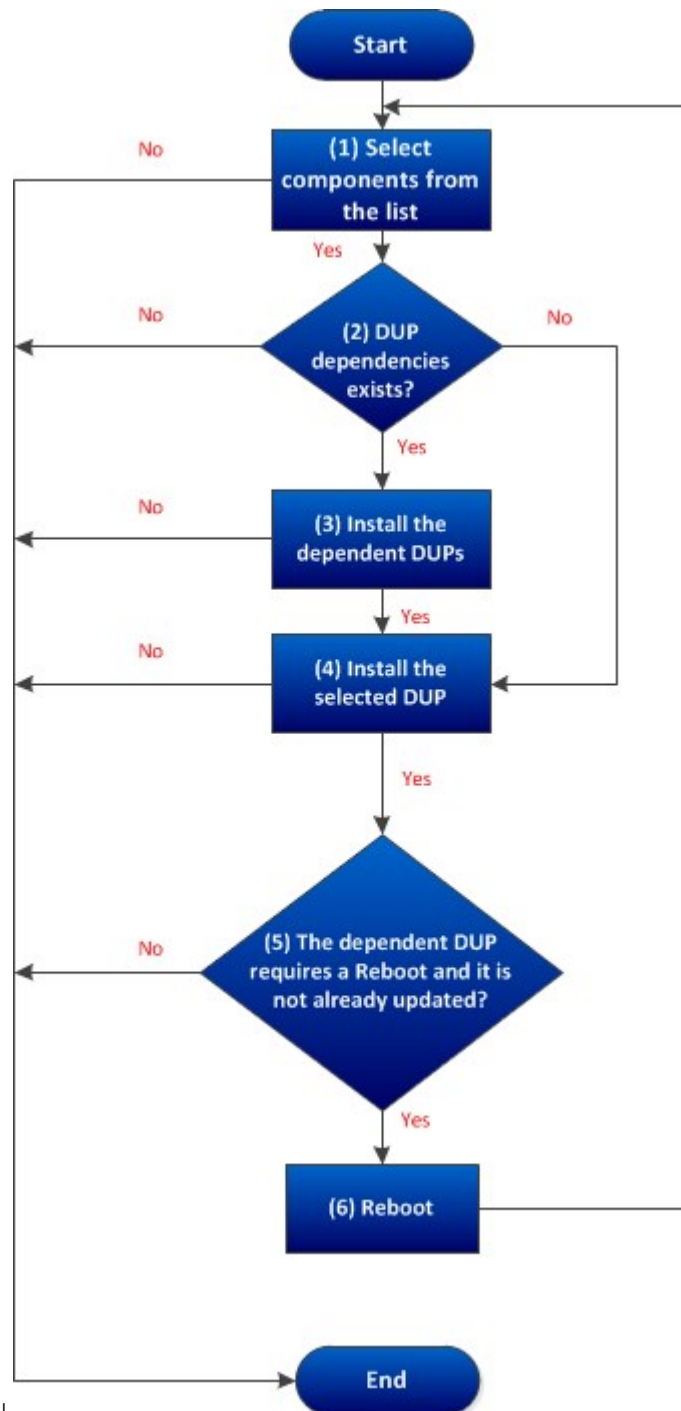 Start
No
(1) Select
components from
the list
Yes
No
(2) DUP
dependencies
exists?
No
Yes
No
(3) Install the
dependent DUPs
Yes
No
(4) Install the
selected DUP
Yes
No
(5) The dependent DUP
requires a Reboot and it is
not already updated?
Yes
(6) Reboot
End